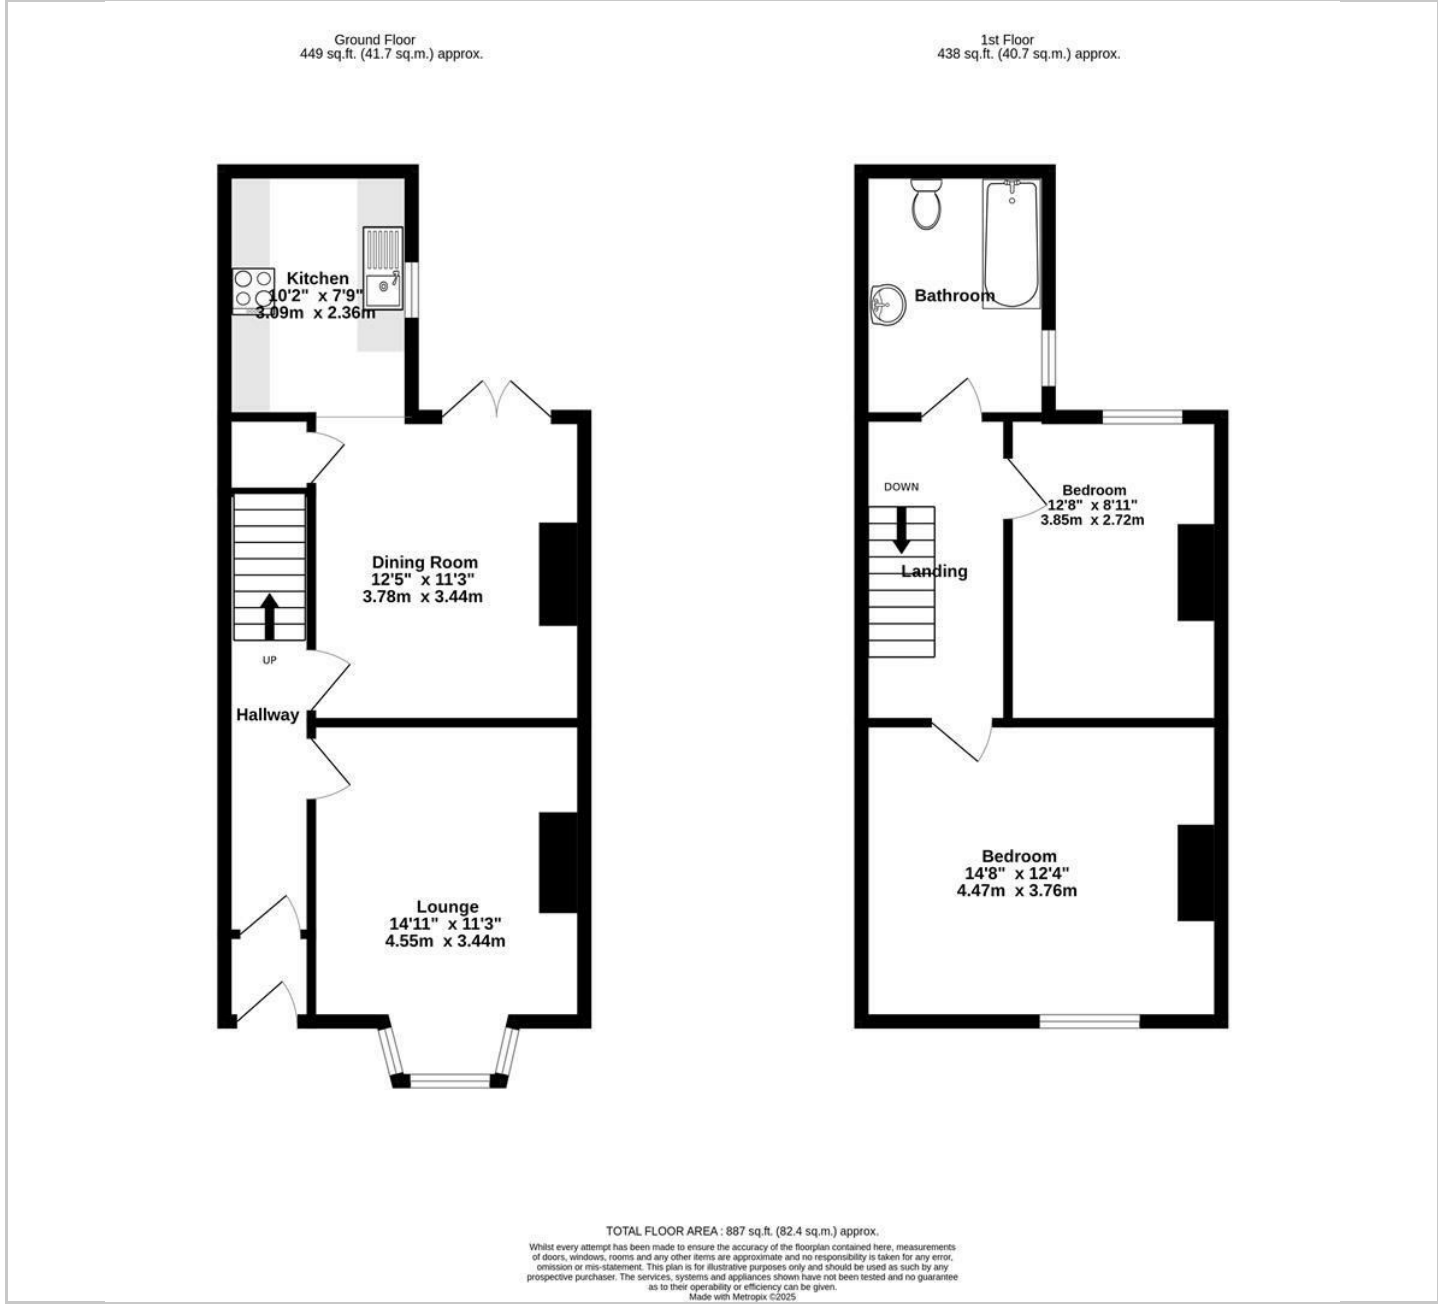 Ground Floor
449 sq.ft. (41.7 sq.m.) approx.
1st Floor
438 sq.ft. (40.7 sq.m.) approx.
Kitchen
10'2" x 7'9"
3.09m x 2.36m
Dining Room
12'5" x 11'3"
3.78m x 3.44m
UP
Hallway
Lounge
14'11" x 11'3"
4.55m x 3.44m
Bathroom
DOWN
Landing
Bedroom
12'8" x 8'11"
3.85m x 2.72m
Bedroom
14'8" x 12'4"
4.47m x 3.76m
TOTAL FLOOR AREA : 887 sq.ft. (82.4 sq.m.) approx.
Whilst every attempt has been made to ensure the accuracy of the floorplan contained here, measurements
of doors, windows, rooms and any other items are approximate and no responsibility is taken for any error,
omission or mis-statement. This plan is for illustrative purposes only and should be used as such by any
prospective purchaser. The services, systems and appliances shown have not been tested and no guarantee
as to their operability or efficiency can be given.
Made with Metropix ©2025